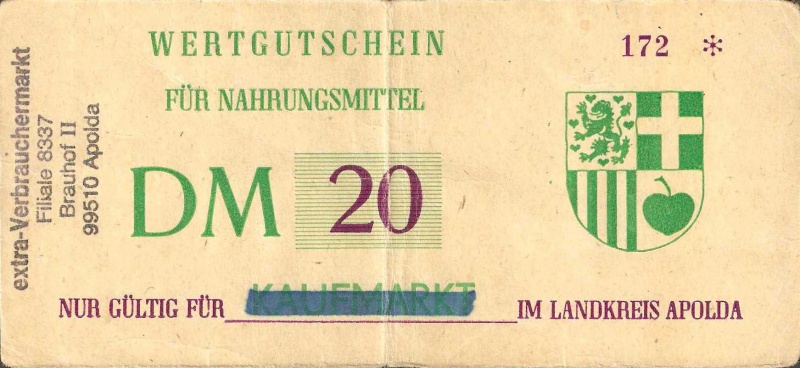 WERTGUTSCHEIN
FÜR NAHRUNGSMITTEL
DM 20
172 *
NUR GÜLTIG FÜR KAUFMARKT IM LANDKREIS APOLDA
extra-Verbrauchermarkt
Filiale 8337
Brauhof II
99510 Apolda